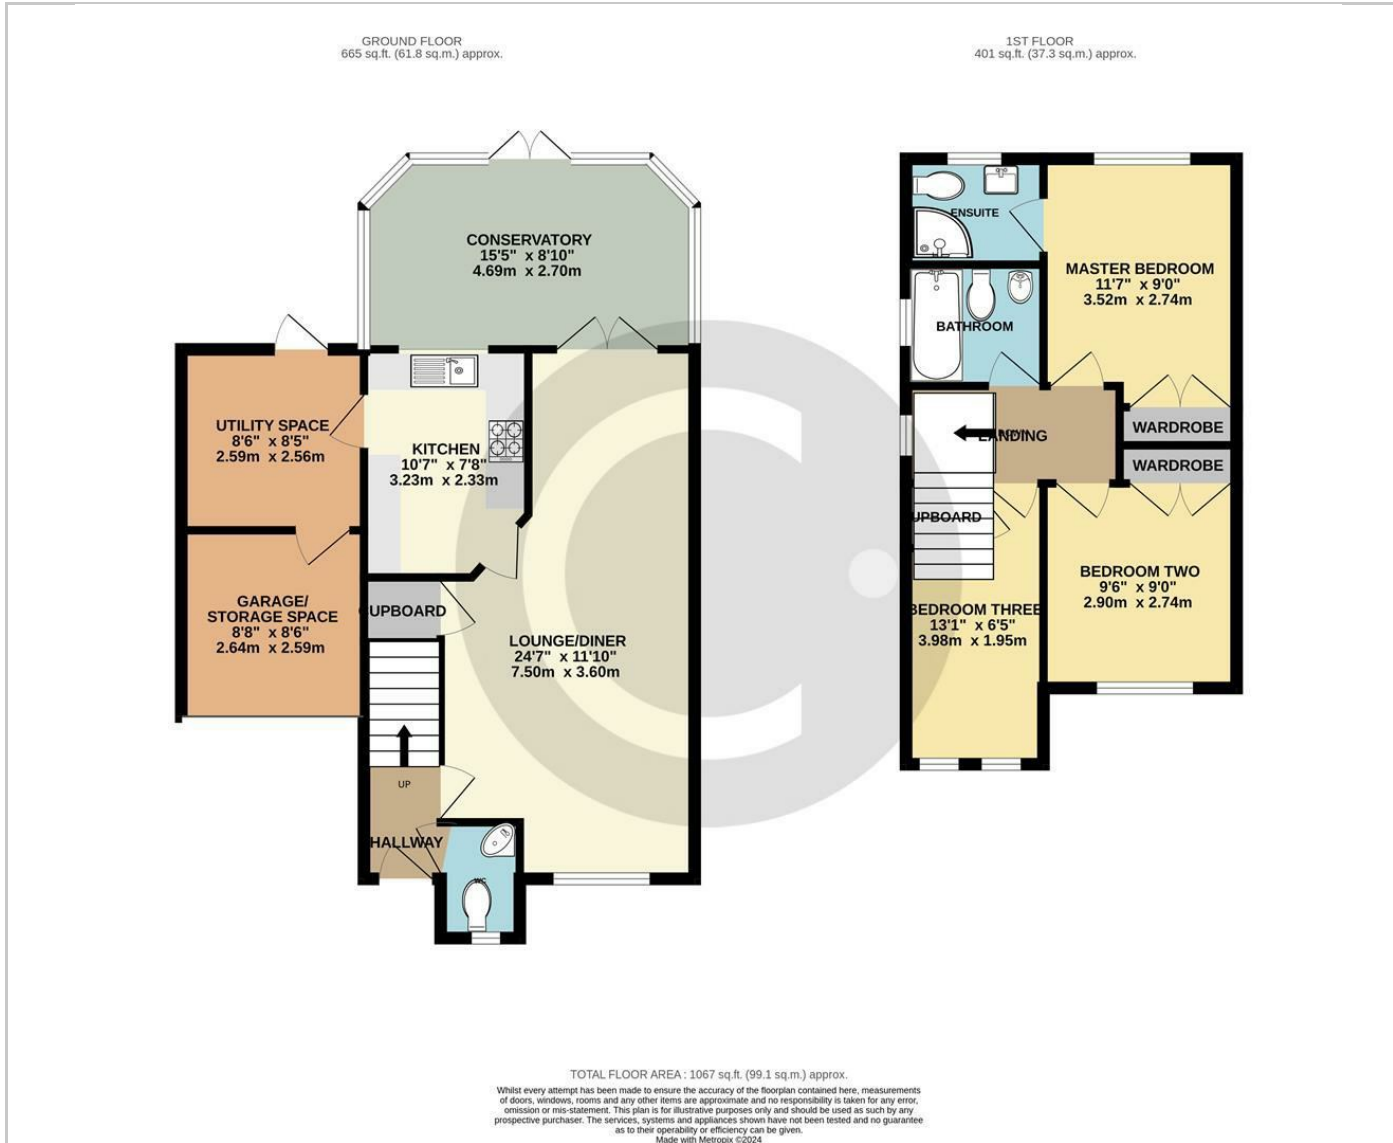 GROUND FLOOR
665 sq.ft. (61.8 sq.m.) approx.
1ST FLOOR
401 sq.ft. (37.3 sq.m.) approx.
CONSERVATORY
15'5" x 8'10"
4.69m x 2.70m
UTILITY SPACE
8'6" x 8'5"
2.59m x 2.56m
KITCHEN
10'7" x 7'8"
3.23m x 2.33m
GARAGE/
STORAGE SPACE
8'8" x 8'6"
2.64m x 2.59m
CUPBOARD
LOUNGE/DINER
24'7" x 11'10"
7.50m x 3.60m
UP
HALLWAY
WC
ENSUITE
MASTER BEDROOM
11'7" x 9'0"
3.52m x 2.74m
BATHROOM
WARDROBE
LANDING
WARDROBE
UPBOARD
BEDROOM TWO
9'6" x 9'0"
2.90m x 2.74m
BEDROOM THREE
13'1" x 6'5"
3.98m x 1.95m
TOTAL FLOOR AREA : 1067 sq.ft. (99.1 sq.m.) approx.
Whilst every attempt has been made to ensure the accuracy of the floorplan contained here, measurements
of doors, windows, rooms and any other items are approximate and no responsibility is taken for any error,
omission or mis-statement. This plan is for illustrative purposes only and should be used as such by any
prospective purchaser. The services, systems and appliances shown have not been tested and no guarantee
as to their operability or efficiency can be given.
Made with Metropix ©2024